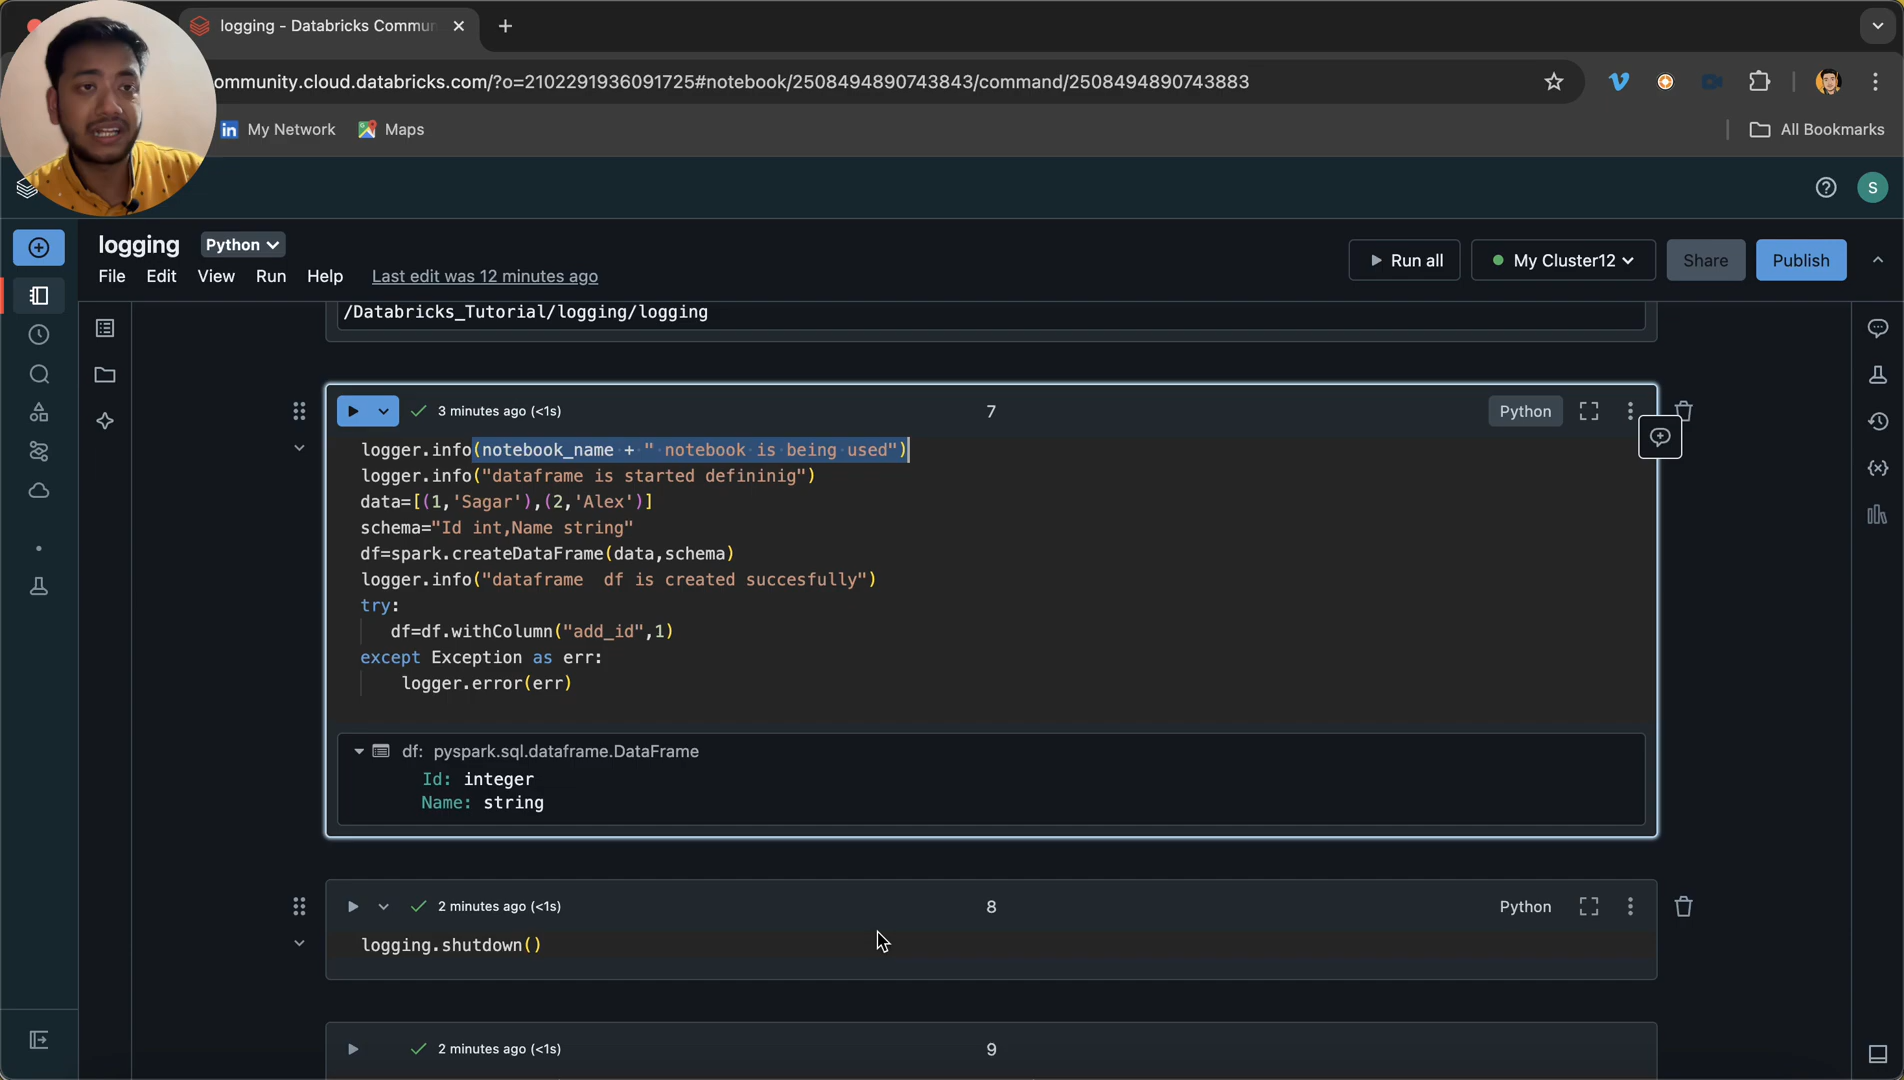 logging - Databricks Commun
ommunity.cloud.databricks.com/?o=2102291936091725#notebook/2508494890743843/command/2508494890743883
My Network
Maps
All Bookmarks
S
logging
Python
File
Edit
View
Run
Help
Last edit was 12 minutes ago
Run all
My Cluster12
Share
Publish
/Databricks_Tutorial/logging/logging
3 minutes ago (<1s)
7
Python
logger.info(notebook_name + " notebook is being used")
logger.info("dataframe is started defininig")
data=[(1,'Sagar'),(2,'Alex')]
schema="Id int,Name string"
df=spark.createDataFrame(data,schema)
logger.info("dataframe  df is created succesfully")
try:
df=df.withColumn("add_id",1)
except Exception as err:
logger.error(err)
df: pyspark.sql.dataframe.DataFrame
Id: integer
Name: string
2 minutes ago (<1s)
8
Python
logging.shutdown()
2 minutes ago (<1s)
9